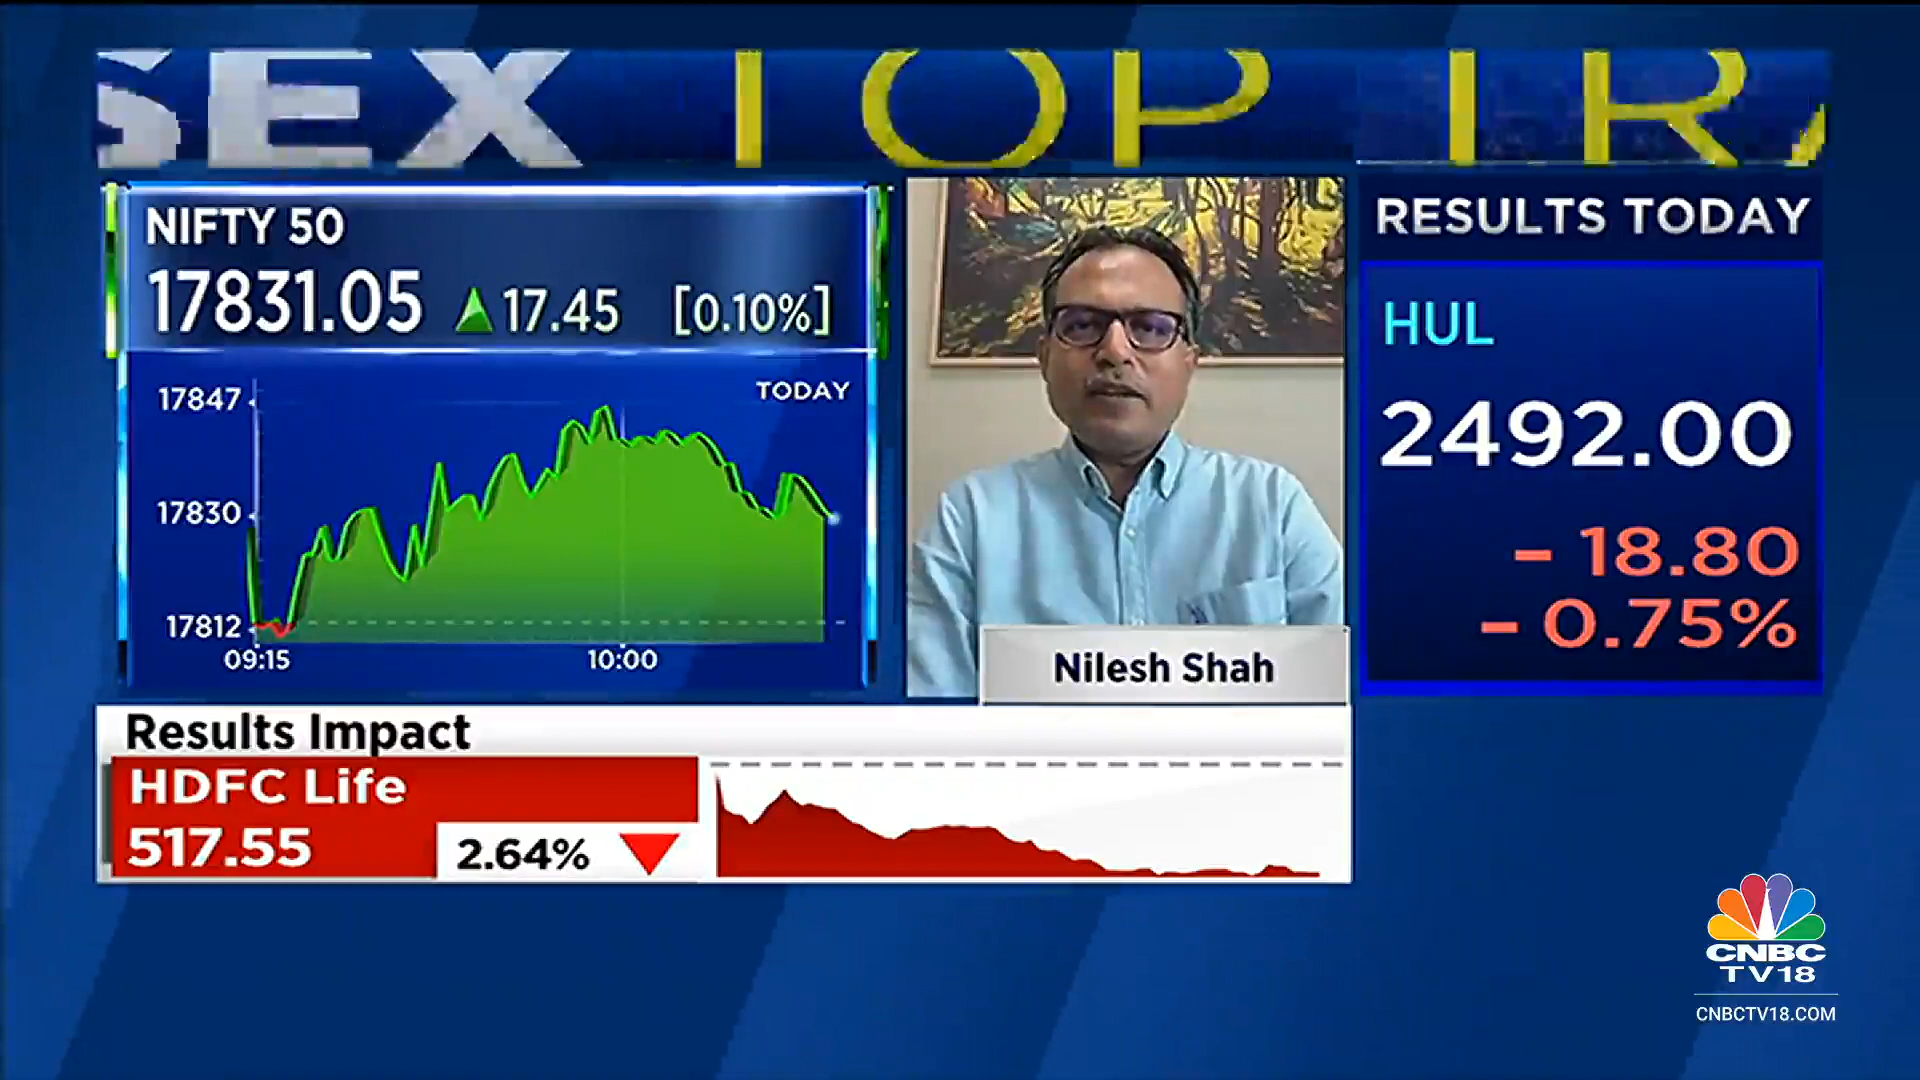 SEX TOP TRA
NIFTY 50
17831.05 ▲ 17.45 [0.10%]
TODAY
17847
17830
17812
09:15 10:00
Nilesh Shah
RESULTS TODAY
HUL
2492.00
- 18.80
- 0.75%
Results Impact
HDFC Life
517.55
2.64% ▼
CNBC
TV18
CNBCTV18.COM